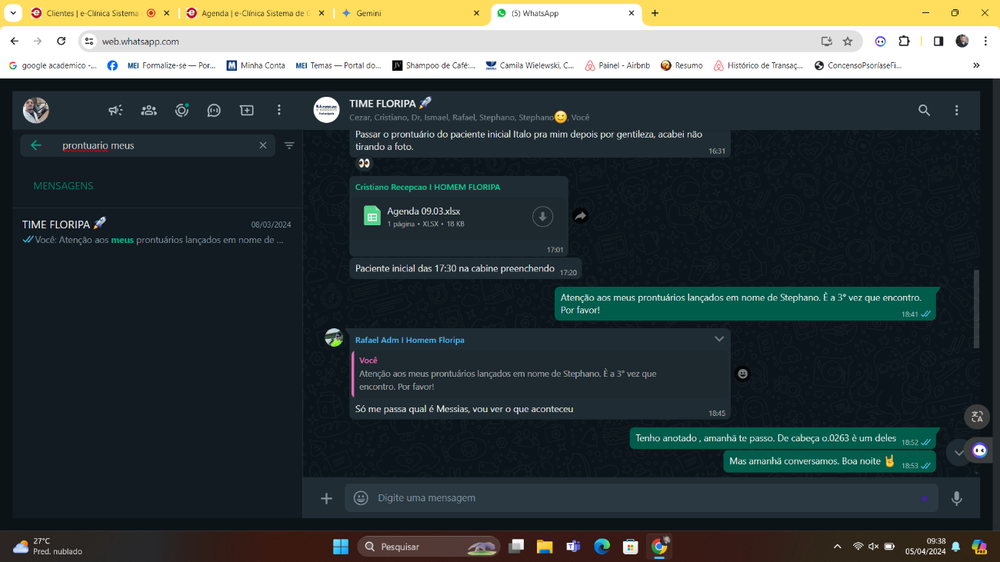 Clientes | e-Clínica Sistema
Agenda | e-Clínica Sistema de C
Gemini
(5) WhatsApp
web.whatsapp.com
google academico -...
MEI Formalize-se — Por...
Minha Conta
MEI Temas — Portal do...
JV Shampoo de Café:...
Camila Wielewski, C...
Painel - Airbnb
Resumo
Histórico de Transaç...
ConcensoPsoríaseFi...
TIME FLORIPA 🚀
Cezar, Cristiano, Dr, Ismael, Rafael, Stephano, Stephano🙂, Você
prontuario meus
MENSAGENS
TIME FLORIPA 🚀
08/03/2024
Você: Atenção aos meus prontuários lançados em nome de ...
Passar o prontuário do paciente inicial Italo pra mim depois por gentileza, acabei não
tirando a foto.
16:31
👀
Cristiano Recepcao I HOMEM FLORIPA
Agenda 09.03.xlsx
1 página • XLSX • 18 KB
17:01
Paciente inicial das 17:30 na cabine preenchendo
17:20
Atenção aos meus prontuários lançados em nome de Stephano. È a 3° vez que encontro.
Por favor!
18:41
Rafael Adm I Homem Floripa
Você
Atenção aos meus prontuários lançados em nome de Stephano. È a 3° vez que
encontro. Por favor!
Só me passa qual é Messias, vou ver o que aconteceu
18:45
Tenho anotado , amanhã te passo. De cabeça o.0263 è um deles
18:52
Mas amanhã conversamos. Boa noite 🤘
18:53
Digite uma mensagem
27°C
Pred. nublado
Pesquisar
09:38
05/04/2024
PRE